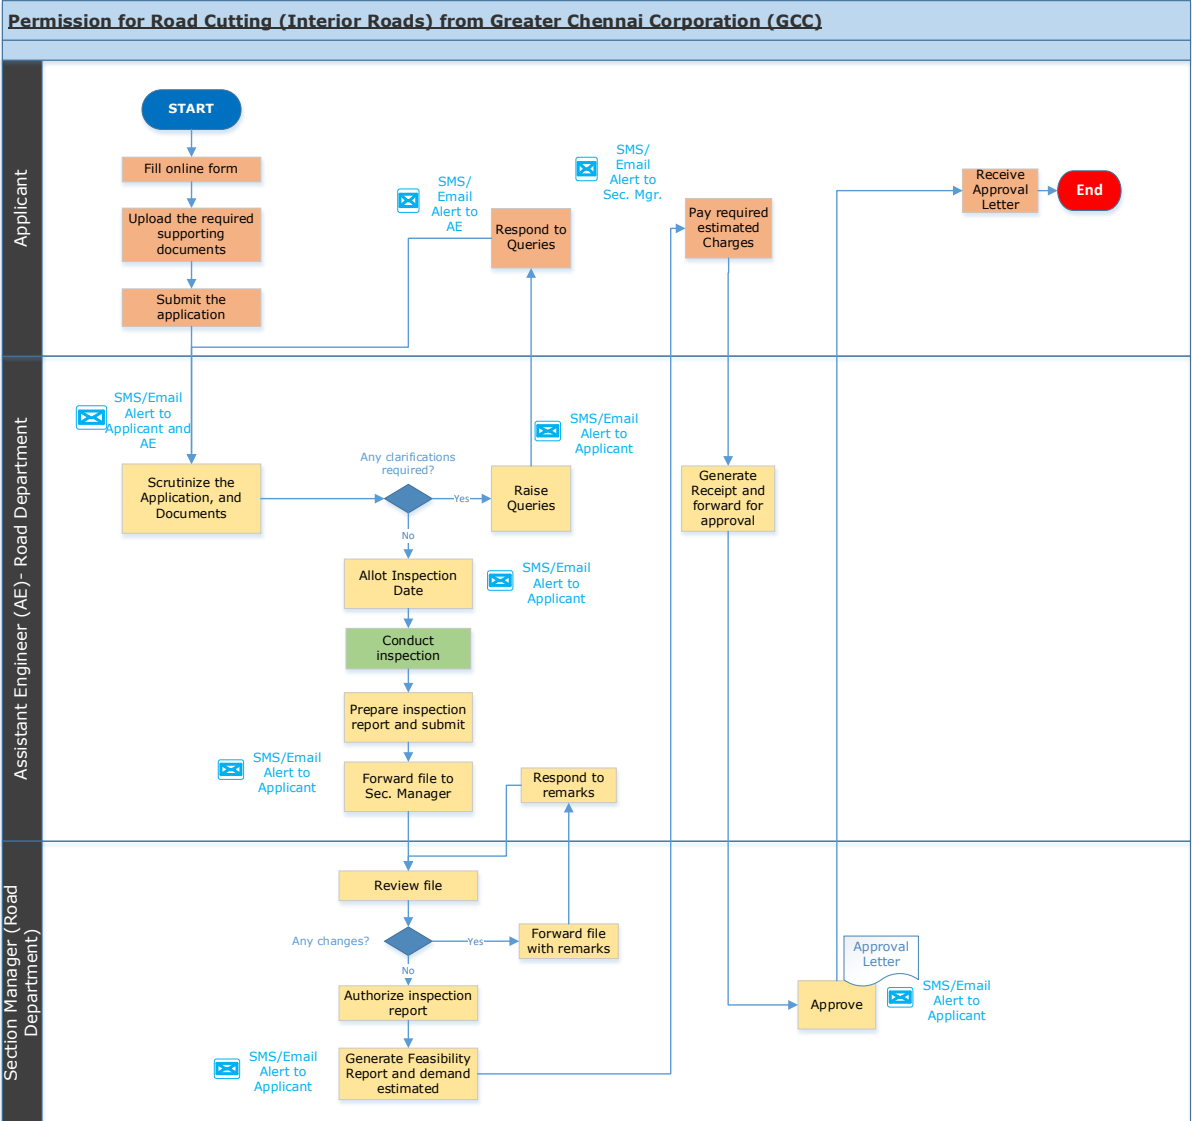 Permission for Road Cutting (Interior Roads) from Greater Chennai Corporation (GCC)
Applicant
START
Fill online form
Upload the required
supporting
documents
Submit the
application
SMS/
Email
Alert to
AE
Respond to
Queries
SMS/
Email
Alert to
Sec. Mgr.
Pay required
estimated
Charges
Receive
Approval
Letter
End
Assistant Engineer (AE)- Road Department
SMS/Email
Alert to
Applicant and
AE
Scrutinize the
Application, and
Documents
Any clarifications
required?
Yes
No
SMS/Email
Alert to
Applicant
Raise
Queries
Generate
Receipt and
forward for
approval
Allot Inspection
Date
SMS/Email
Alert to
Applicant
Conduct
inspection
Prepare inspection
report and submit
SMS/Email
Alert to
Applicant
Forward file to
Sec. Manager
Respond to
remarks
Section Manager (Road
Department)
Review file
Any changes?
Yes
No
Forward file
with remarks
Authorize inspection
report
SMS/Email
Alert to
Applicant
Generate Feasibility
Report and demand
estimated
Approval
Letter
Approve
SMS/Email
Alert to
Applicant